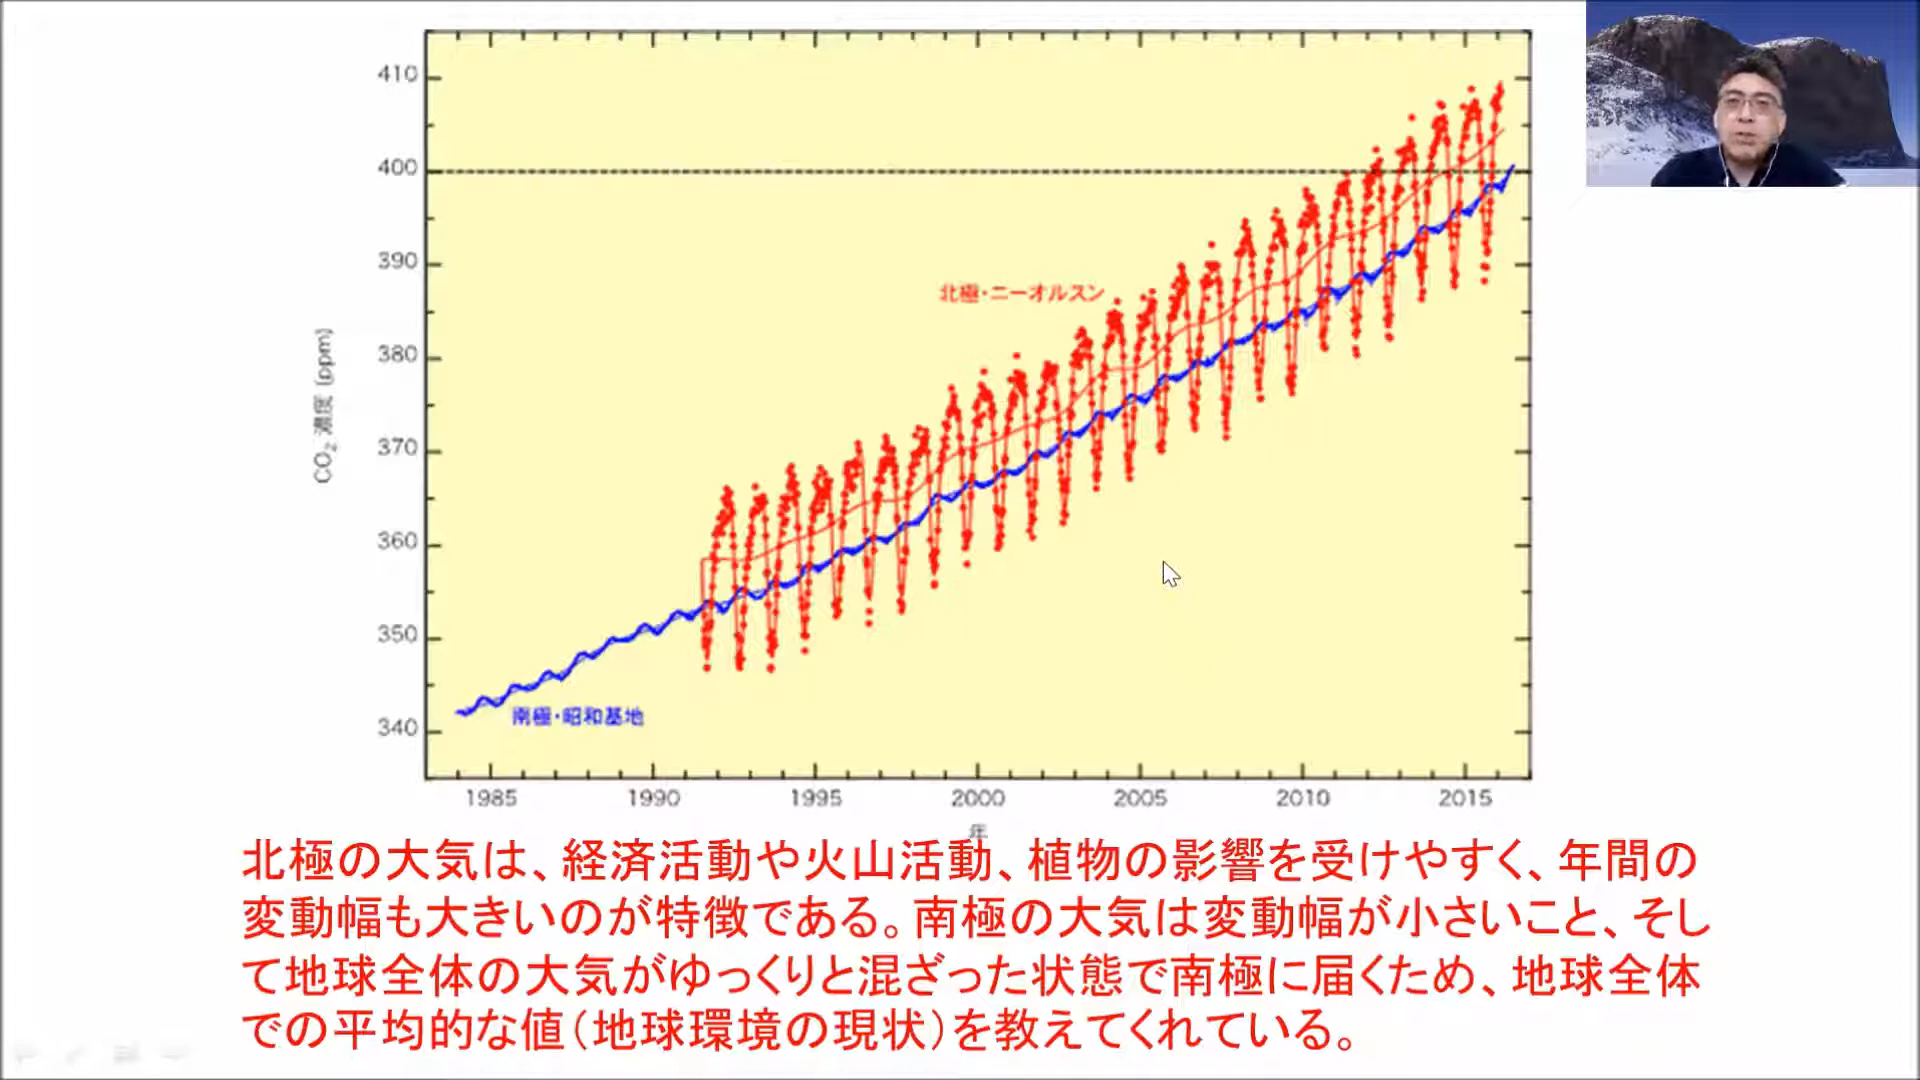 410
400
390
380
370
360
350
340
CO₂ 濃度 (ppm)
北極・ニーオルスン
南極・昭和基地
1985 1990 1995 2000 2005 2010 2015
年
北極の大気は、経済活動や火山活動、植物の影響を受けやすく、年間の
変動幅も大きいのが特徴である。南極の大気は変動幅が小さいこと、そし
て地球全体の大気がゆっくりと混ざった状態で南極に届くため、地球全体
での平均的な値（地球環境の現状）を教えてくれている。